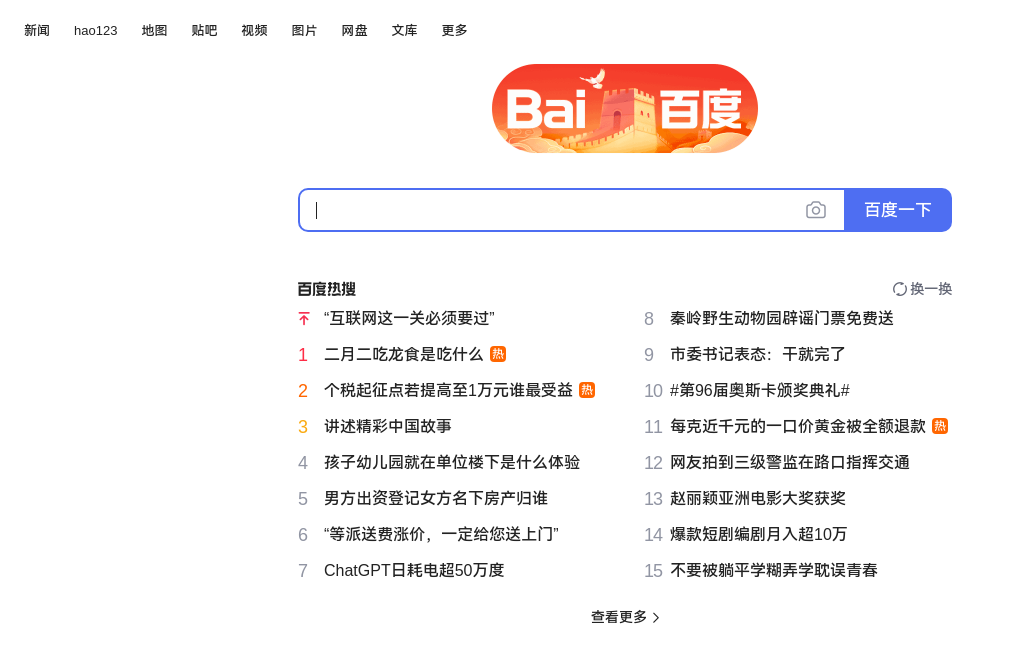 新闻 hao123 地图 贴吧 视频 图片 网盘 文库 更多
Bai 百度
百度一下
百度热搜
换一换
“互联网这一关必须要过”
1 二月二吃龙食是吃什么 热
2 个税起征点若提高至1万元谁最受益 热
3 讲述精彩中国故事
4 孩子幼儿园就在单位楼下是什么体验
5 男方出资登记女方名下房产归谁
6 “等派送费涨价，一定给您送上门”
7 ChatGPT日耗电超50万度
8 秦岭野生动物园辟谣门票免费送
9 市委书记表态：干就完了
10 #第96届奥斯卡颁奖典礼#
11 每克近千元的一口价黄金被全额退款 热
12 网友拍到三级警监在路口指挥交通
13 赵丽颖亚洲电影大奖获奖
14 爆款短剧编剧月入超10万
15 不要被躺平学糊弄学耽误青春
查看更多